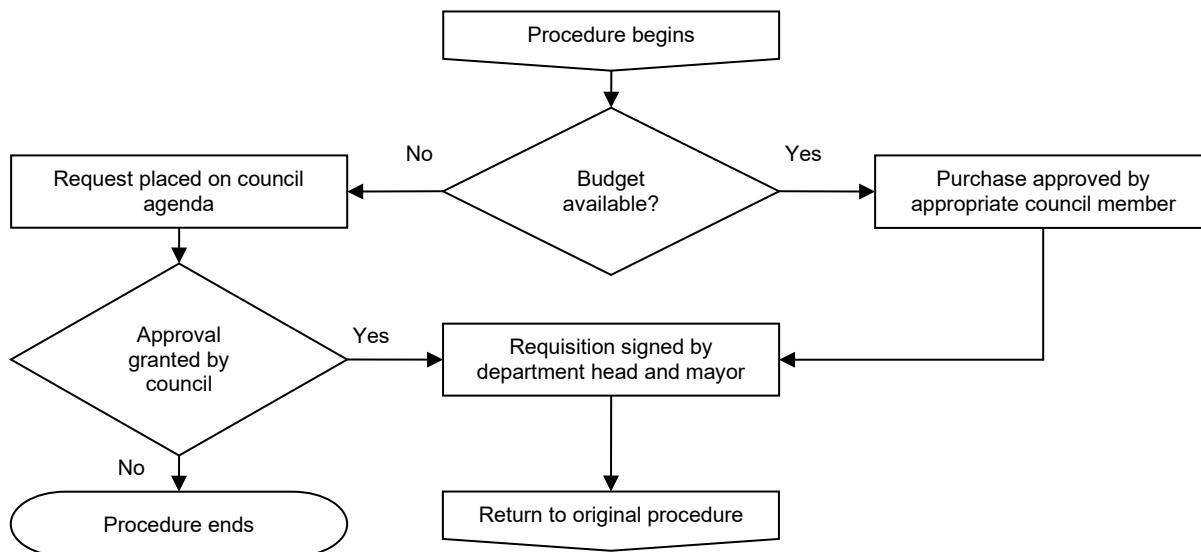 Procedure begins
No
Yes
Request placed on council
agenda
Budget
available?
Purchase approved by
appropriate council member
Approval
granted by
council
Yes
Requisition signed by
department head and mayor
No
Procedure ends
Return to original procedure